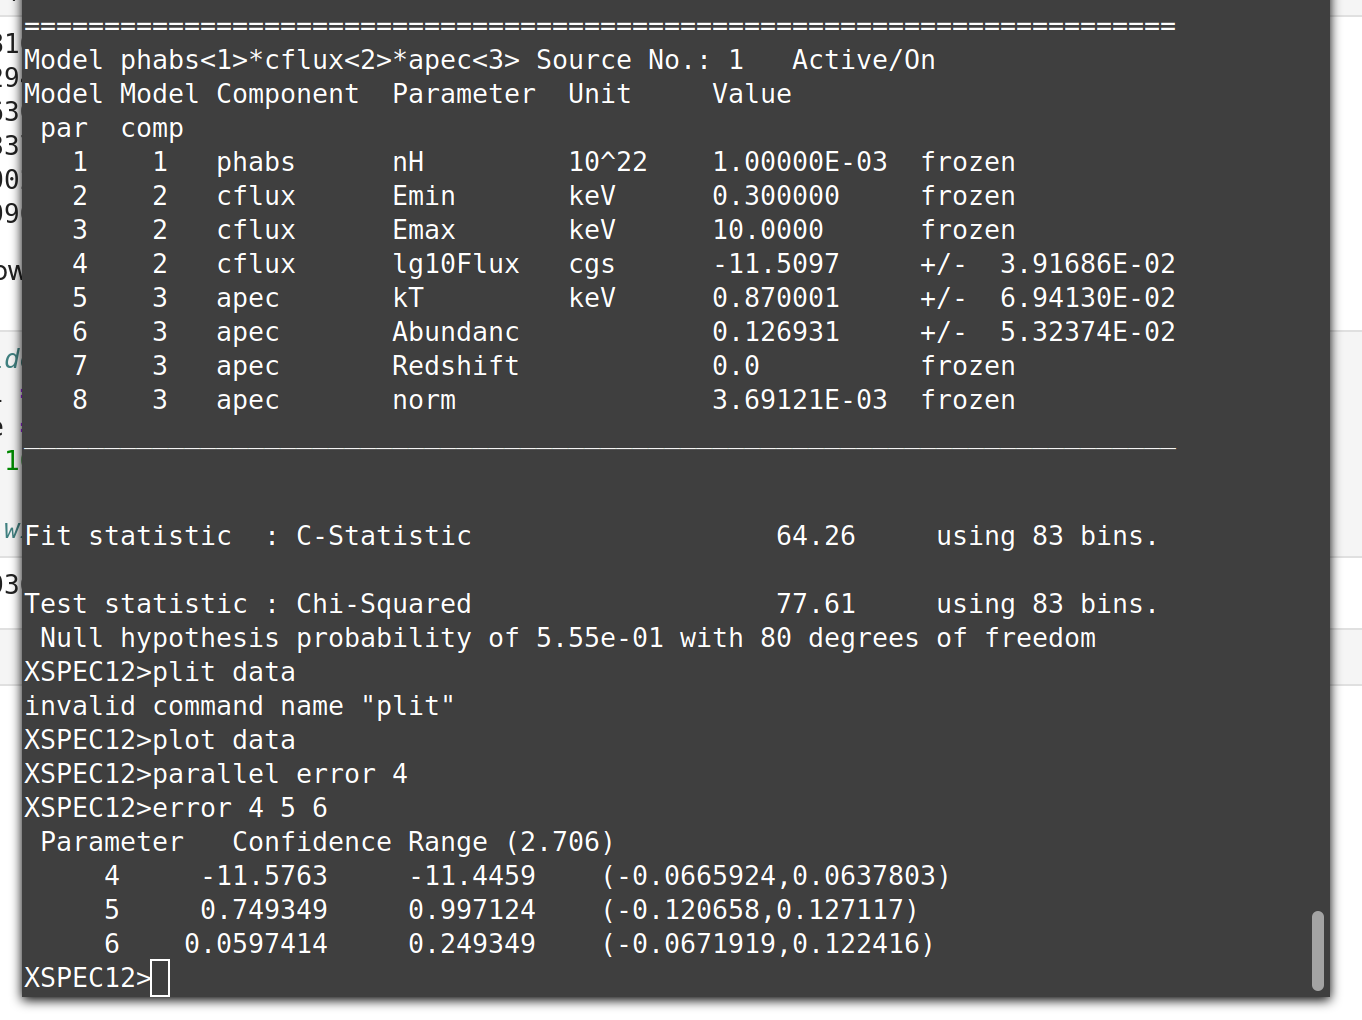 ========================================================================
Model phabs<1>*cflux<2>*apec<3> Source No.: 1   Active/On
Model Model Component  Parameter  Unit     Value
 par  comp
   1    1   phabs      nH         10^22    1.00000E-03  frozen
   2    2   cflux      Emin       keV      0.300000     frozen
   3    2   cflux      Emax       keV      10.0000      frozen
   4    2   cflux      lg10Flux   cgs      -11.5097     +/-  3.91686E-02
   5    3   apec       kT         keV      0.870001     +/-  6.94130E-02
   6    3   apec       Abundanc            0.126931     +/-  5.32374E-02
   7    3   apec       Redshift            0.0          frozen
   8    3   apec       norm                3.69121E-03  frozen
________________________________________________________________________
Fit statistic  : C-Statistic                   64.26     using 83 bins.
Test statistic : Chi-Squared                   77.61     using 83 bins.
 Null hypothesis probability of 5.55e-01 with 80 degrees of freedom
XSPEC12>plit data
invalid command name "plit"
XSPEC12>plot data
XSPEC12>parallel error 4
XSPEC12>error 4 5 6
 Parameter   Confidence Range (2.706)
     4     -11.5763     -11.4459    (-0.0665924,0.0637803)
     5     0.749349     0.997124    (-0.120658,0.127117)
     6    0.0597414     0.249349    (-0.0671919,0.122416)
XSPEC12>